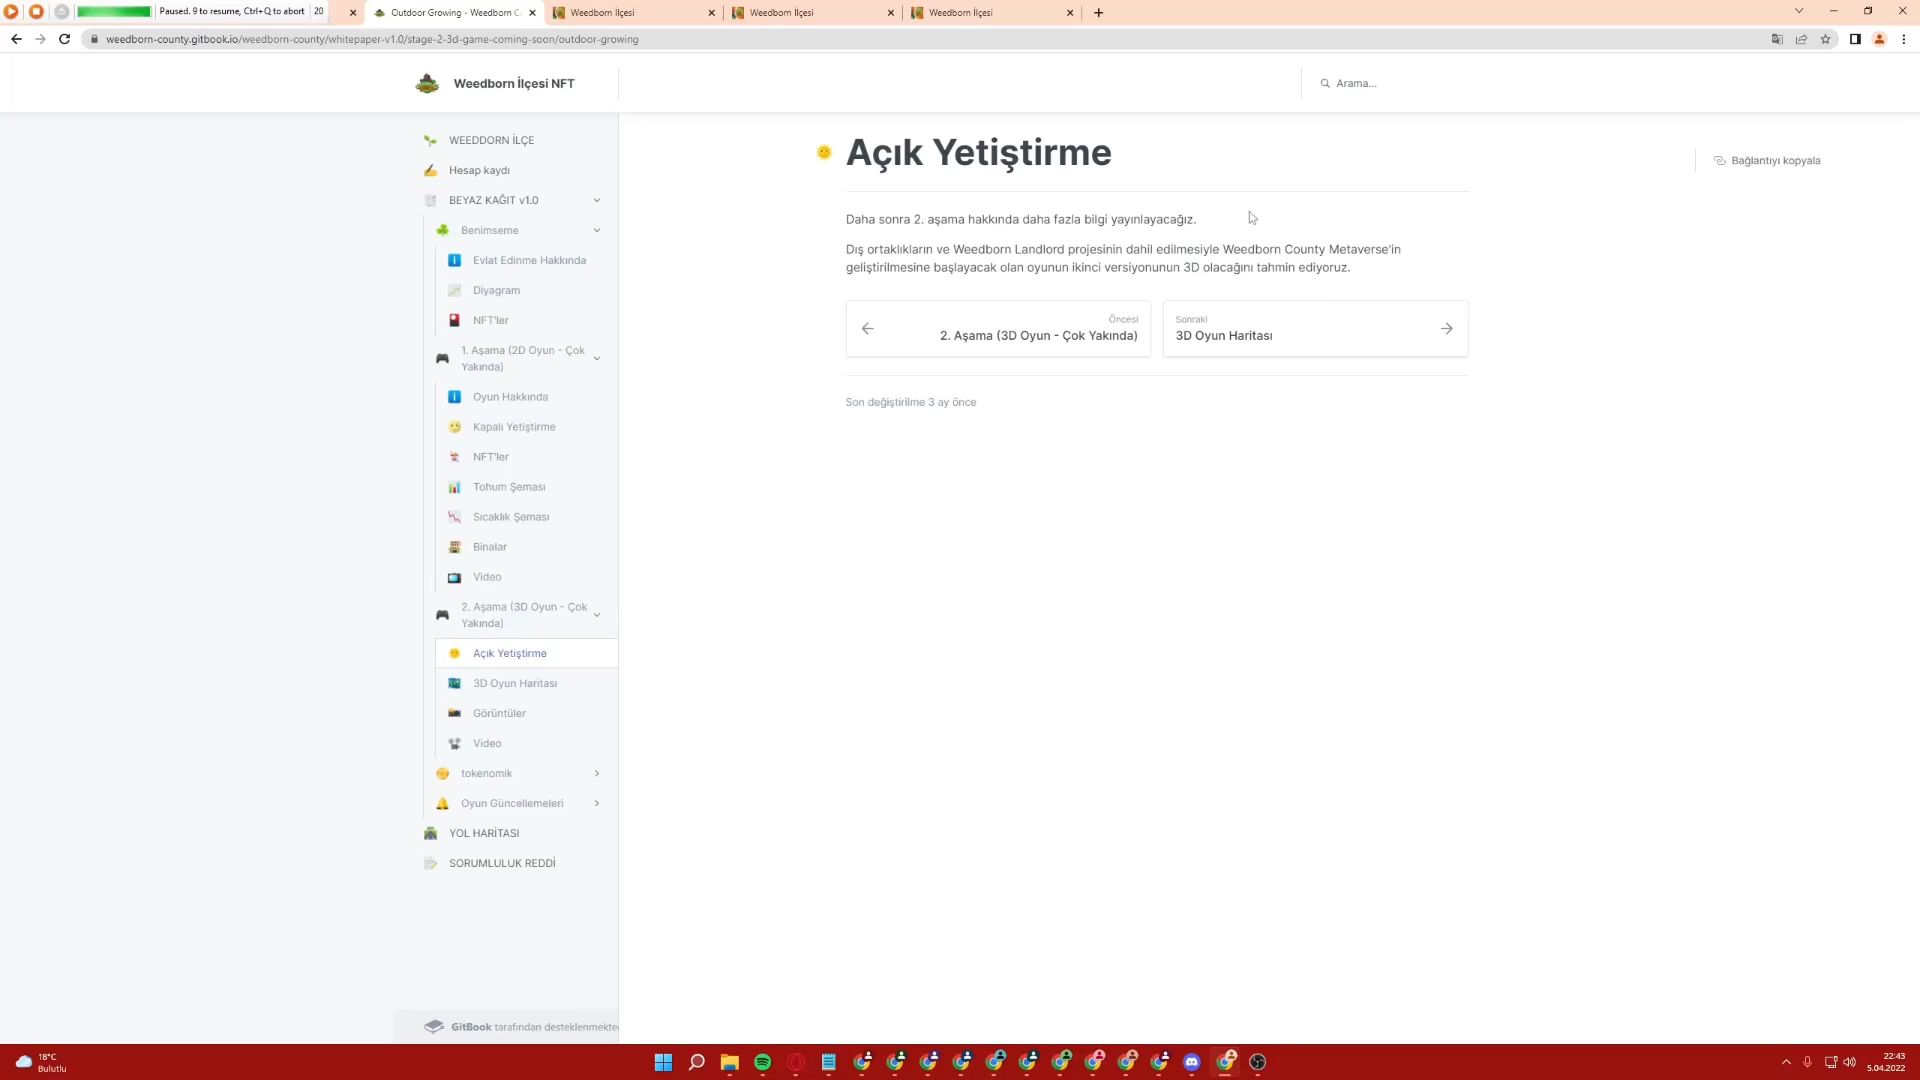 Paused. 9 to resume, Ctrl+Q to abort 20
Outdoor Growing - Weedborn C
Weedborn İlçesi
Weedborn İlçesi
Weedborn İlçesi
weedborn-county.gitbook.io/weedborn-county/whitepaper-v1.0/stage-2-3d-game-coming-soon/outdoor-growing
Weedborn İlçesi NFT
Arama...
WEEDDORN İLÇE
Hesap kaydı
BEYAZ KAĞIT v1.0
Benimseme
Evlat Edinme Hakkında
Diyagram
NFT'ler
1. Aşama (2D Oyun - Çok
Yakında)
Oyun Hakkında
Kapalı Yetiştirme
NFT'ler
Tohum Şeması
Sıcaklık Şeması
Binalar
Video
2. Aşama (3D Oyun - Çok
Yakında)
Açık Yetiştirme
3D Oyun Haritası
Görüntüler
Video
tokenomik
Oyun Güncellemeleri
YOL HARİTASI
SORUMLULUK REDDİ
GitBook tarafından desteklenmekte
Açık Yetiştirme
Bağlantıyı kopyala
Daha sonra 2. aşama hakkında daha fazla bilgi yayınlayacağız.
Dış ortaklıkların ve Weedborn Landlord projesinin dahil edilmesiyle Weedborn County Metaverse'in
geliştirilmesine başlayacak olan oyunun ikinci versiyonunun 3D olacağını tahmin ediyoruz.
Öncesi
2. Aşama (3D Oyun - Çok Yakında)
Sonraki
3D Oyun Haritası
Son değiştirilme 3 ay önce
18°C
Bulutlu
22:43
5.04.2022